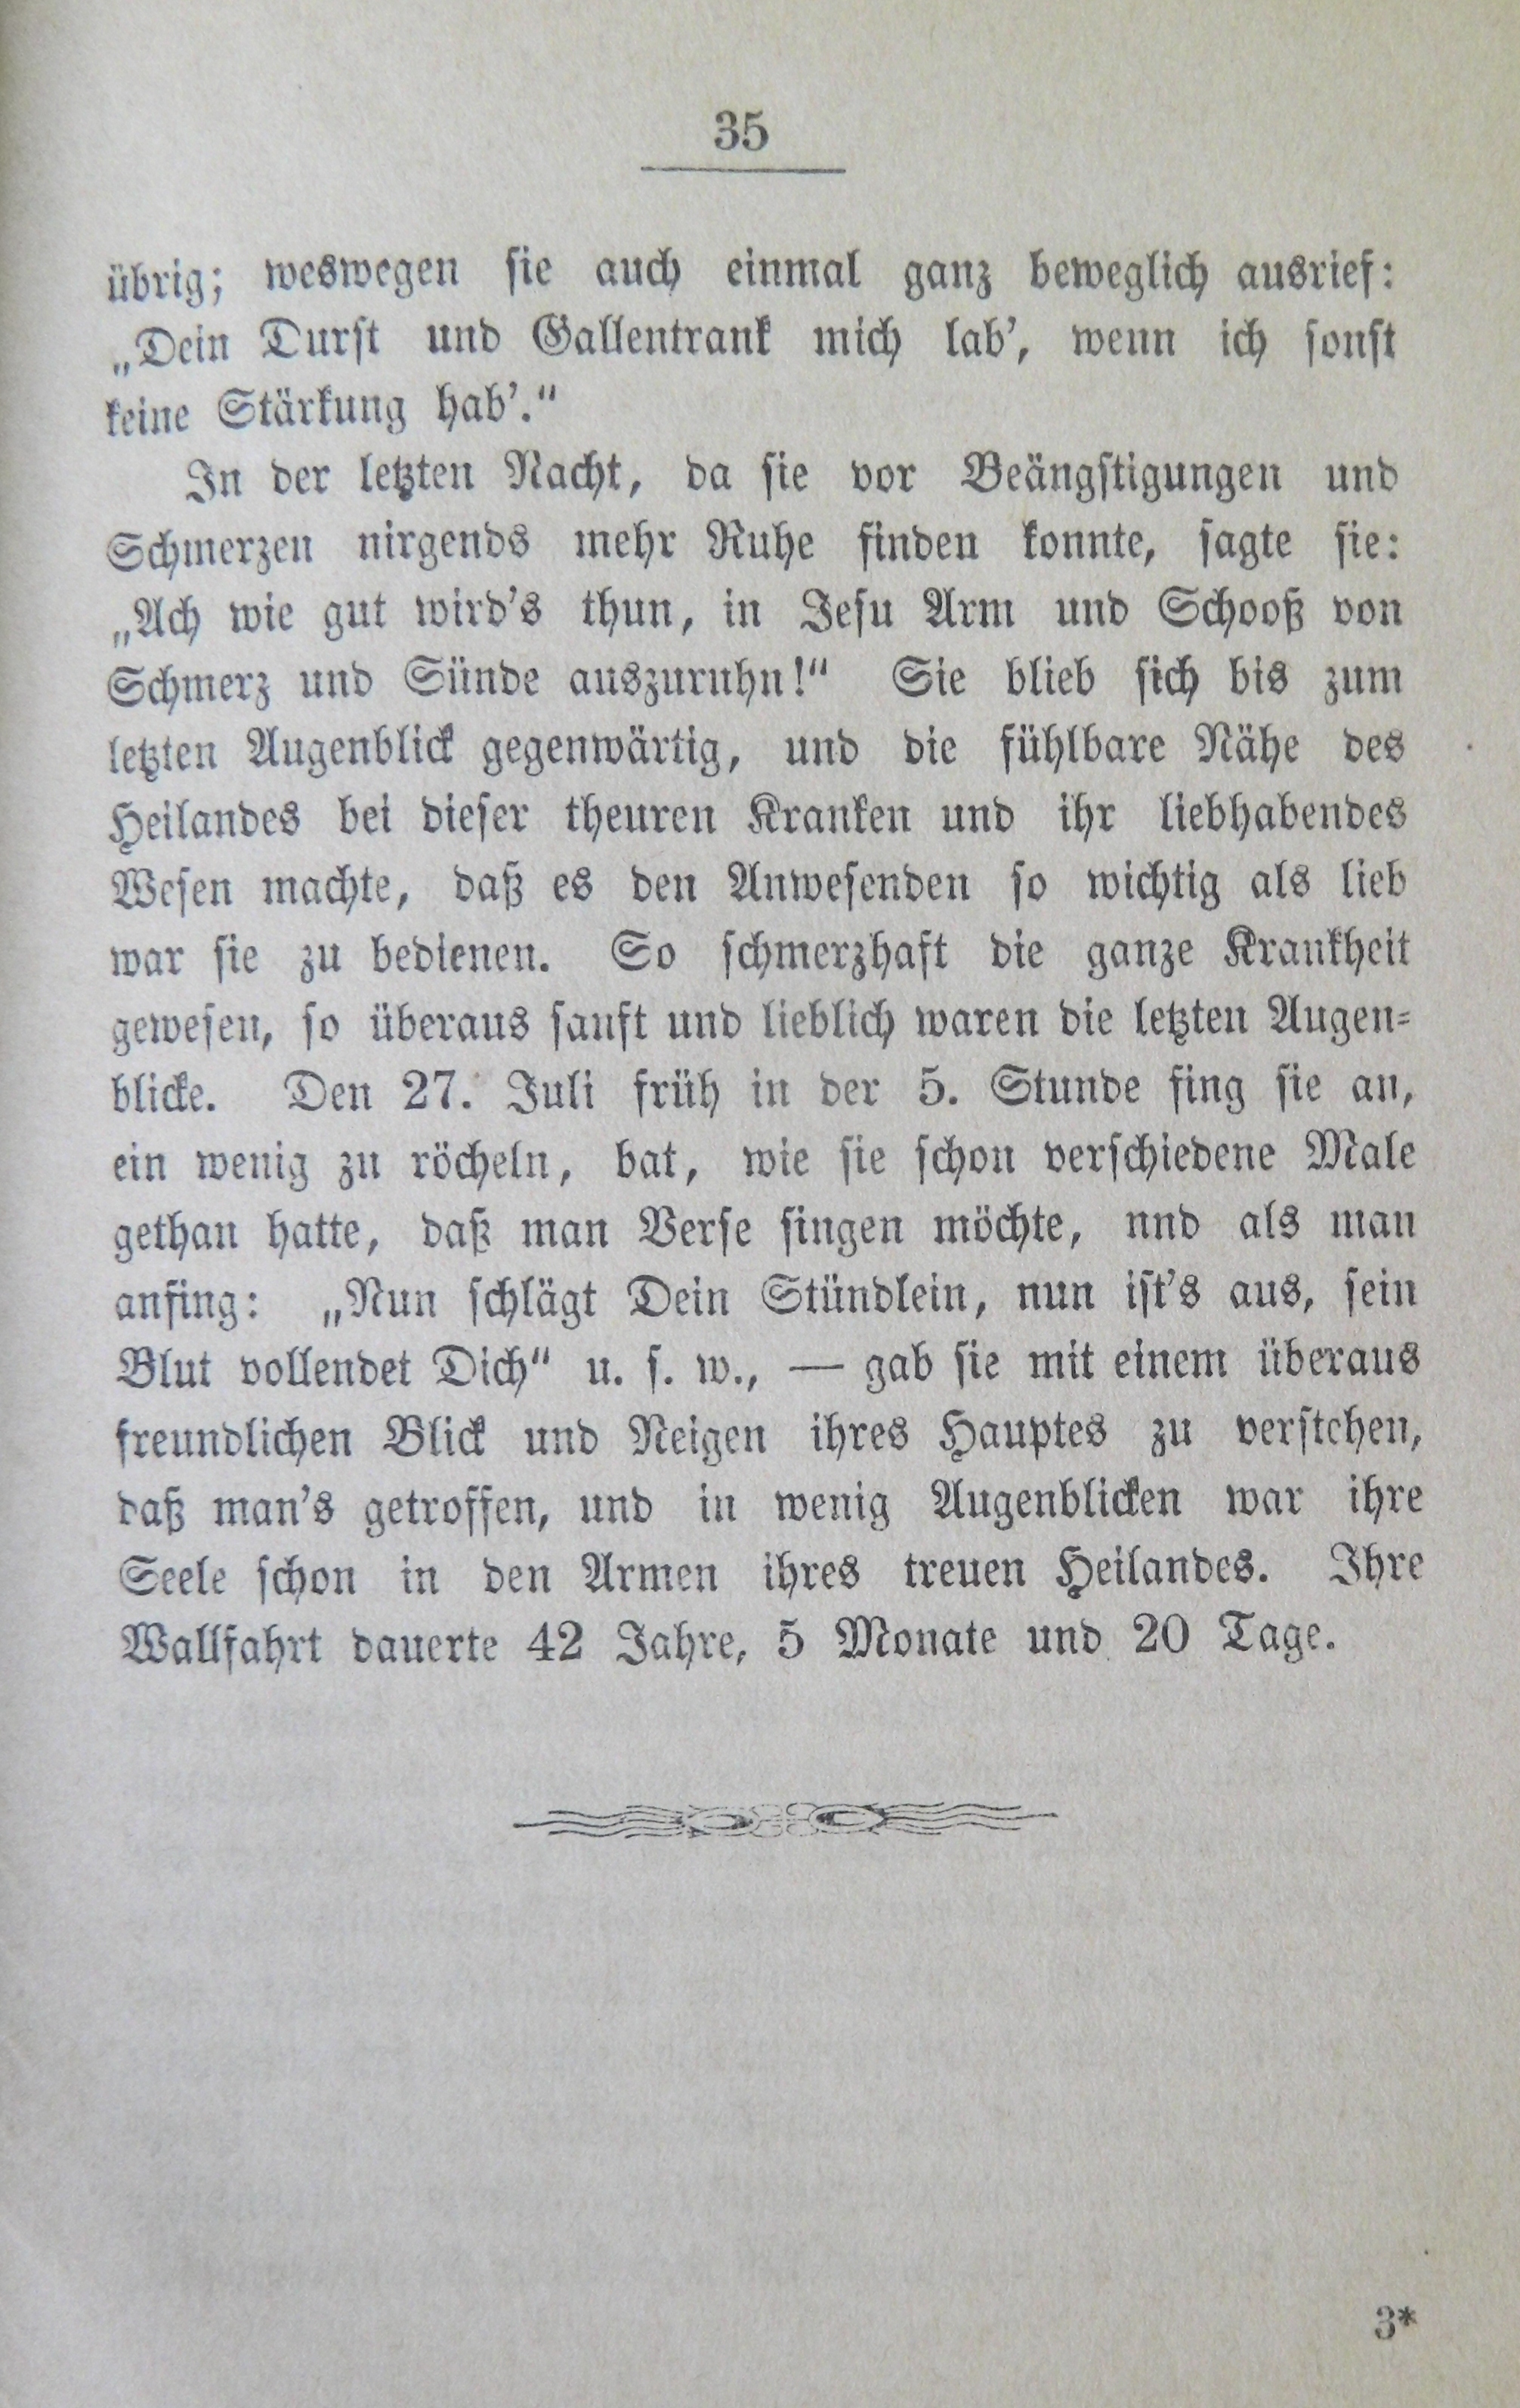 35
übrig; weswegen sie auch einmal ganz beweglich ausrief:
„Dein Durst und Gallentrank mich lab’, wenn ich sonst
keine Stärkung hab’.“
In der letzten Nacht, da sie vor Beängstigungen und
Schmerzen nirgends mehr Ruhe finden konnte, sagte sie:
„Ach wie gut wird’s thun, in Jesu Arm und Schooß von
Schmerz und Sünde auszuruhn!“ Sie blieb sich bis zum
letzten Augenblick gegenwärtig, und die fühlbare Nähe des
Heilandes bei dieser theuren Kranken und ihr liebhabendes
Wesen machte, daß es den Anwesenden so wichtig als lieb
war sie zu bedienen. So schmerzhaft die ganze Krankheit
gewesen, so überaus sanft und lieblich waren die letzten Augen-
blicke. Den 27. Juli früh in der 5. Stunde fing sie an,
ein wenig zu röcheln, bat, wie sie schon verschiedene Male
gethan hatte, daß man Verse singen möchte, nnd als man
anfing: „Nun schlägt Dein Stündlein, nun ist’s aus, sein
Blut vollendet Dich“ u. s. w., — gab sie mit einem überaus
freundlichen Blick und Neigen ihres Hauptes zu verstehen,
daß man’s getroffen, und in wenig Augenblicken war ihre
Seele schon in den Armen ihres treuen Heilandes. Ihre
Wallfahrt dauerte 42 Jahre, 5 Monate und 20 Tage.
3*